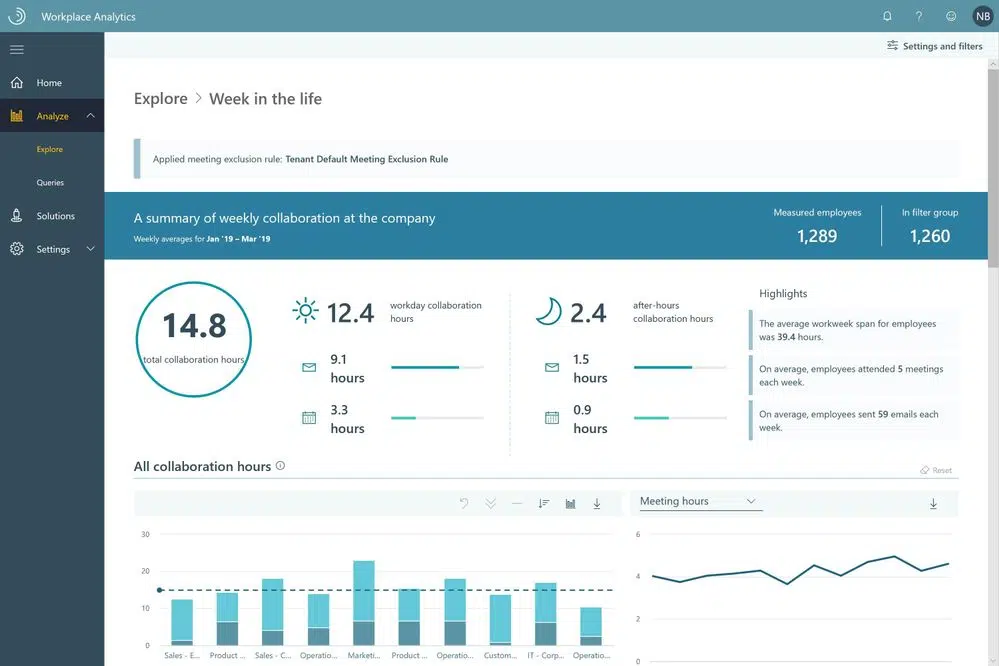 Workplace Analytics
NB
Settings and filters
Home
Analyze
Explore
Queries
Solutions
Settings
Explore > Week in the life
Applied meeting exclusion rule: Tenant Default Meeting Exclusion Rule
A summary of weekly collaboration at the company
Weekly averages for Jan '19 – Mar '19
Measured employees
1,289
In filter group
1,260
14.8
total collaboration hours
12.4
workday collaboration
hours
9.1
hours
3.3
hours
2.4
after-hours
collaboration hours
1.5
hours
0.9
hours
Highlights
The average workweek span for employees
was 39.4 hours.
On average, employees attended 5 meetings
each week.
On average, employees sent 59 emails each
week.
All collaboration hours
Reset
30
20
10
0
Sales - E... Product ... Sales - C... Operatio... Marketi... Product ... Operatio... Custom... IT - Corp... Operatio...
Meeting hours
6
4
2
0